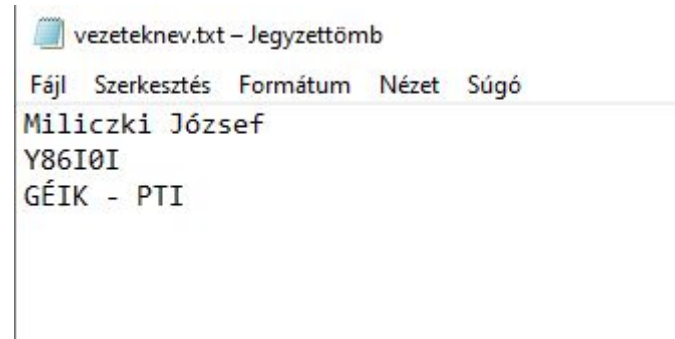 vezeteknev.txt – Jegyzettömb
Fájl Szerkesztés Formátum Nézet Súgó
Miliczki József
Y86I0I
GÉIK - PTI